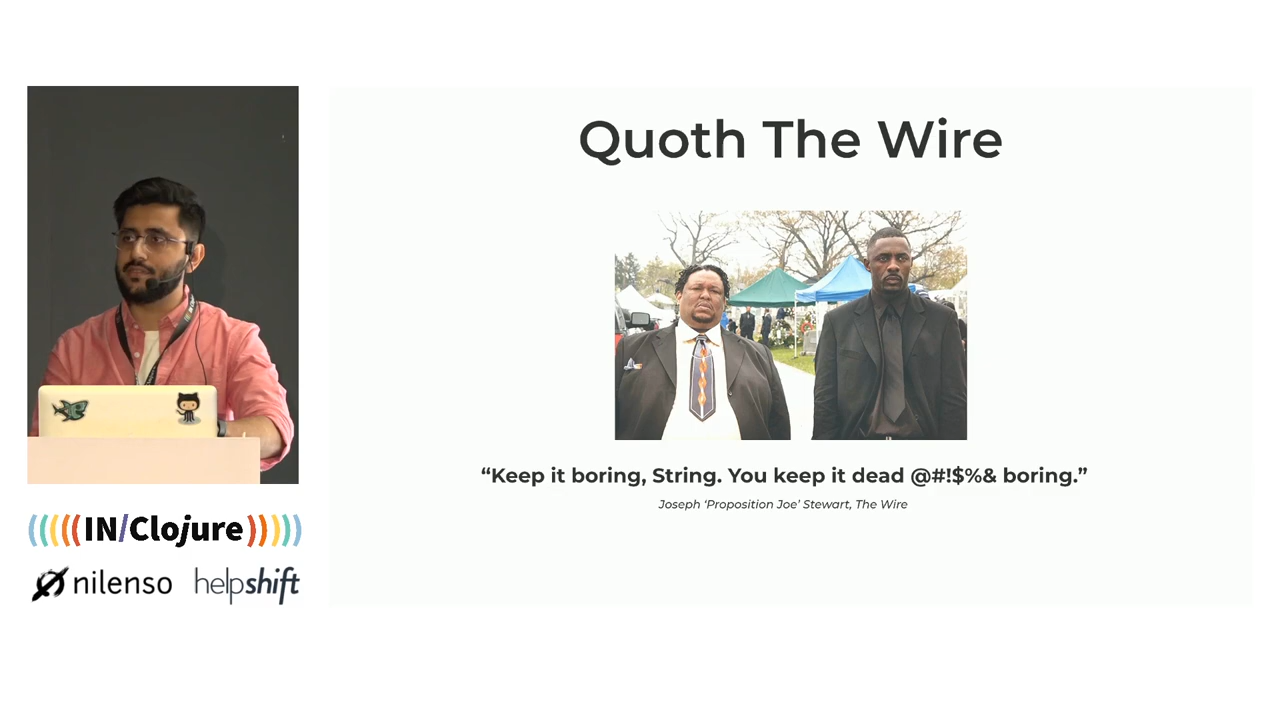 Quoth The Wire
“Keep it boring, String. You keep it dead @#!$%& boring.”
Joseph ‘Proposition Joe’ Stewart, The Wire
(((((IN/Clojure)))))
nilenso helpshift